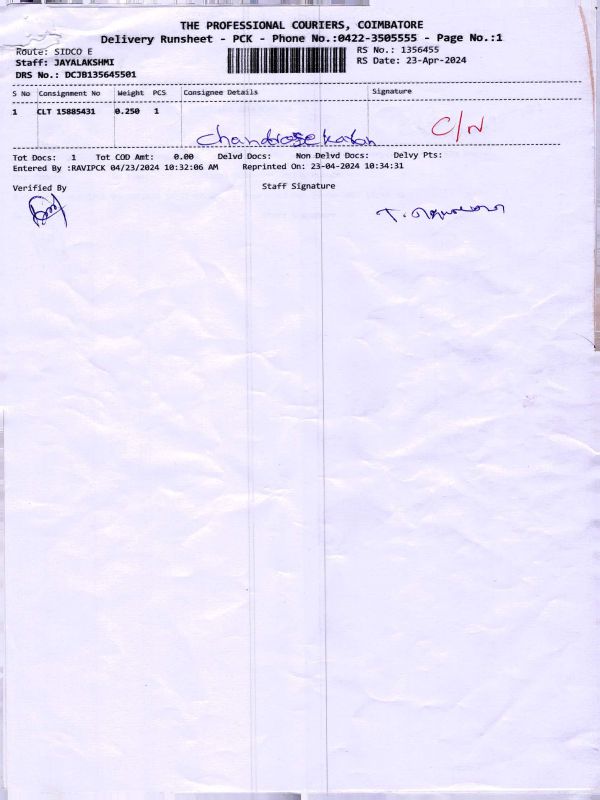 THE PROFESSIONAL COURIERS, COIMBATORE
Delivery Runsheet - PCK - Phone No.:0422-3505555 - Page No.:1
Route: SIDCO E RS No.: 1356455
Staff: JAYALAKSHMI RS Date: 23-Apr-2024
DRS No.: DCJB135645501
S No Consignment No Weight PCS Consignee Details Signature
1 CLT 15885431 0.250 1
Chandrasekaran C/N
Tot Docs: 1 Tot COD Amt: 0.00 Delvd Docs: Non Delvd Docs: Delvy Pts:
Entered By :RAVIPCK 04/23/2024 10:32:06 AM Reprinted On: 23-04-2024 10:34:31
Verified By Staff Signature